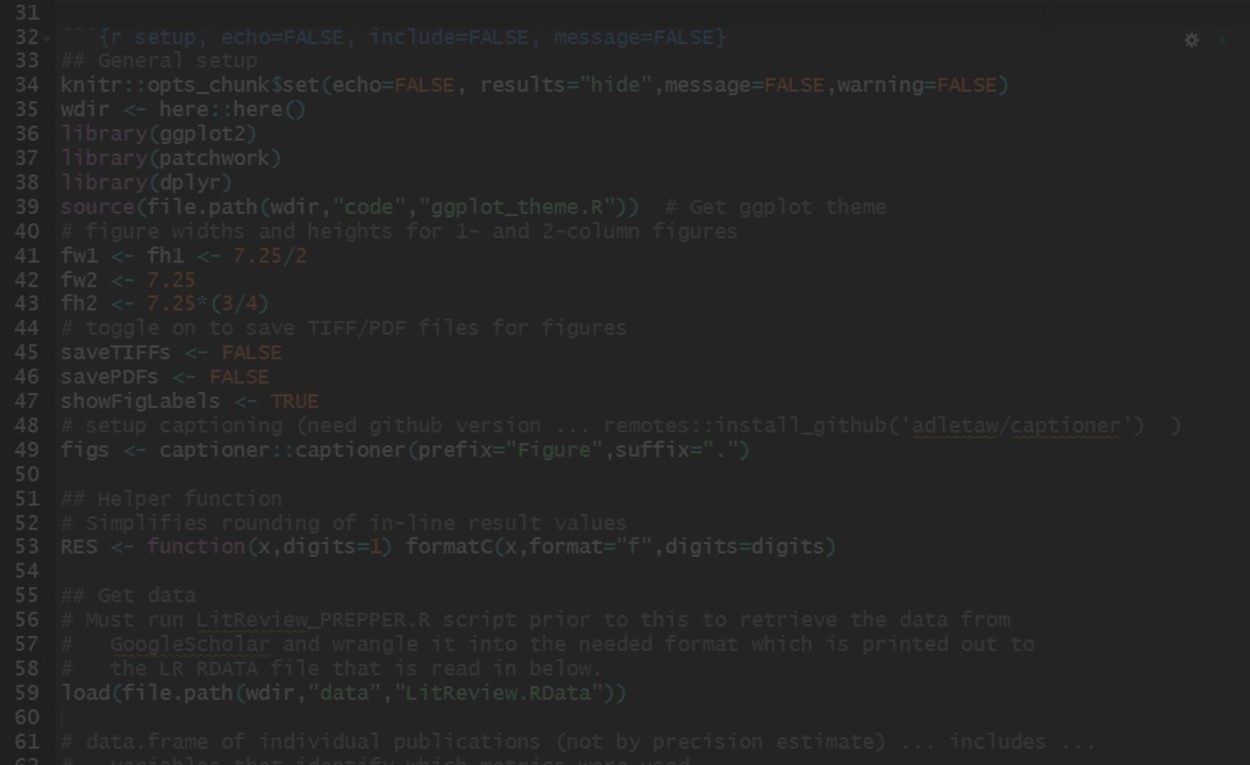 31
32 ```{r setup, echo=FALSE, include=FALSE, message=FALSE}
33 ## General setup
34 knitr::opts_chunk$set(echo=FALSE, results="hide",message=FALSE,warning=FALSE)
35 wdir <- here::here()
36 library(ggplot2)
37 library(patchwork)
38 library(dplyr)
39 source(file.path(wdir,"code","ggplot_theme.R"))  # Get ggplot theme
40 # figure widths and heights for 1- and 2-column figures
41 fw1 <- fh1 <- 7.25/2
42 fw2 <- 7.25
43 fh2 <- 7.25*(3/4)
44 # toggle on to save TIFF/PDF files for figures
45 saveTIFFs <- FALSE
46 savePDFs <- FALSE
47 showFigLabels <- TRUE
48 # setup captioning (need github version ... remotes::install_github('adletaw/captioner')  )
49 figs <- captioner::captioner(prefix="Figure",suffix=".")
50
51 ## Helper function
52 # Simplifies rounding of in-line result values
53 RES <- function(x,digits=1) formatC(x,format="f",digits=digits)
54
55 ## Get data
56 # Must run LitReview_PREPPER.R script prior to this to retrieve the data from
57 #   GoogleScholar and wrangle it into the needed format which is printed out to
58 #   the LR RDATA file that is read in below.
59 load(file.path(wdir,"data","LitReview.RData"))
60
61 # data.frame of individual publications (not by precision estimate) ... includes ...
62 #   variables that identify which metrics were used